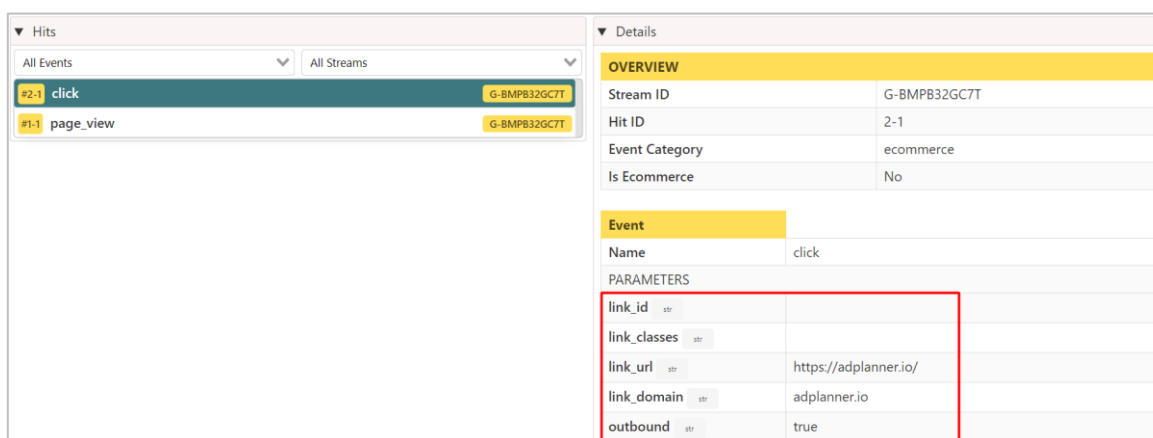 ▼ Hits
All Events
All Streams
#2-1 click G-BMPB32GC7T
#1-1 page_view G-BMPB32GC7T
▼ Details
OVERVIEW
Stream ID G-BMPB32GC7T
Hit ID 2-1
Event Category ecommerce
Is Ecommerce No
Event
Name click
PARAMETERS
link_id str
link_classes str
link_url str https://adplanner.io/
link_domain str adplanner.io
outbound str true